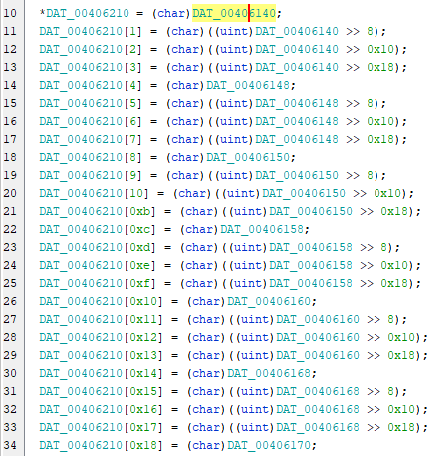 10 *DAT_00406210 = (char)DAT_00406140;
11 DAT_00406210[1] = (char)((uint)DAT_00406140 >> 8);
12 DAT_00406210[2] = (char)((uint)DAT_00406140 >> 0x10);
13 DAT_00406210[3] = (char)((uint)DAT_00406140 >> 0x18);
14 DAT_00406210[4] = (char)DAT_00406148;
15 DAT_00406210[5] = (char)((uint)DAT_00406148 >> 8);
16 DAT_00406210[6] = (char)((uint)DAT_00406148 >> 0x10);
17 DAT_00406210[7] = (char)((uint)DAT_00406148 >> 0x18);
18 DAT_00406210[8] = (char)DAT_00406150;
19 DAT_00406210[9] = (char)((uint)DAT_00406150 >> 8);
20 DAT_00406210[10] = (char)((uint)DAT_00406150 >> 0x10);
21 DAT_00406210[0xb] = (char)((uint)DAT_00406150 >> 0x18);
22 DAT_00406210[0xc] = (char)DAT_00406158;
23 DAT_00406210[0xd] = (char)((uint)DAT_00406158 >> 8);
24 DAT_00406210[0xe] = (char)((uint)DAT_00406158 >> 0x10);
25 DAT_00406210[0xf] = (char)((uint)DAT_00406158 >> 0x18);
26 DAT_00406210[0x10] = (char)DAT_00406160;
27 DAT_00406210[0x11] = (char)((uint)DAT_00406160 >> 8);
28 DAT_00406210[0x12] = (char)((uint)DAT_00406160 >> 0x10);
29 DAT_00406210[0x13] = (char)((uint)DAT_00406160 >> 0x18);
30 DAT_00406210[0x14] = (char)DAT_00406168;
31 DAT_00406210[0x15] = (char)((uint)DAT_00406168 >> 8);
32 DAT_00406210[0x16] = (char)((uint)DAT_00406168 >> 0x10);
33 DAT_00406210[0x17] = (char)((uint)DAT_00406168 >> 0x18);
34 DAT_00406210[0x18] = (char)DAT_00406170;